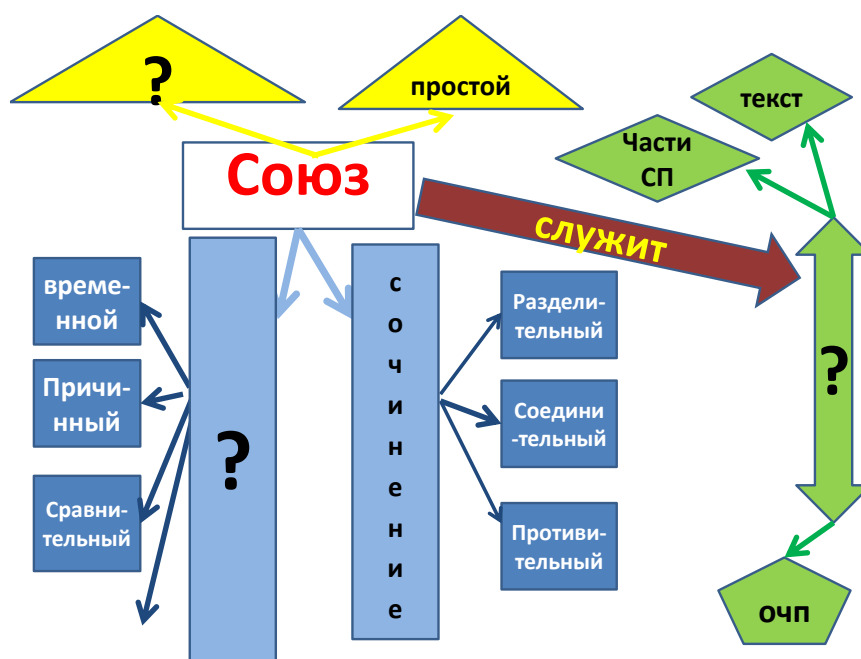 ?
простой
текст
Части
СП
Союз
служит
време-
нной
Причи-
нный
Сравни-
тельный
?
сочинение
Раздели-
тельный
Соедини
-тельный
Противи-
тельный
?
очп